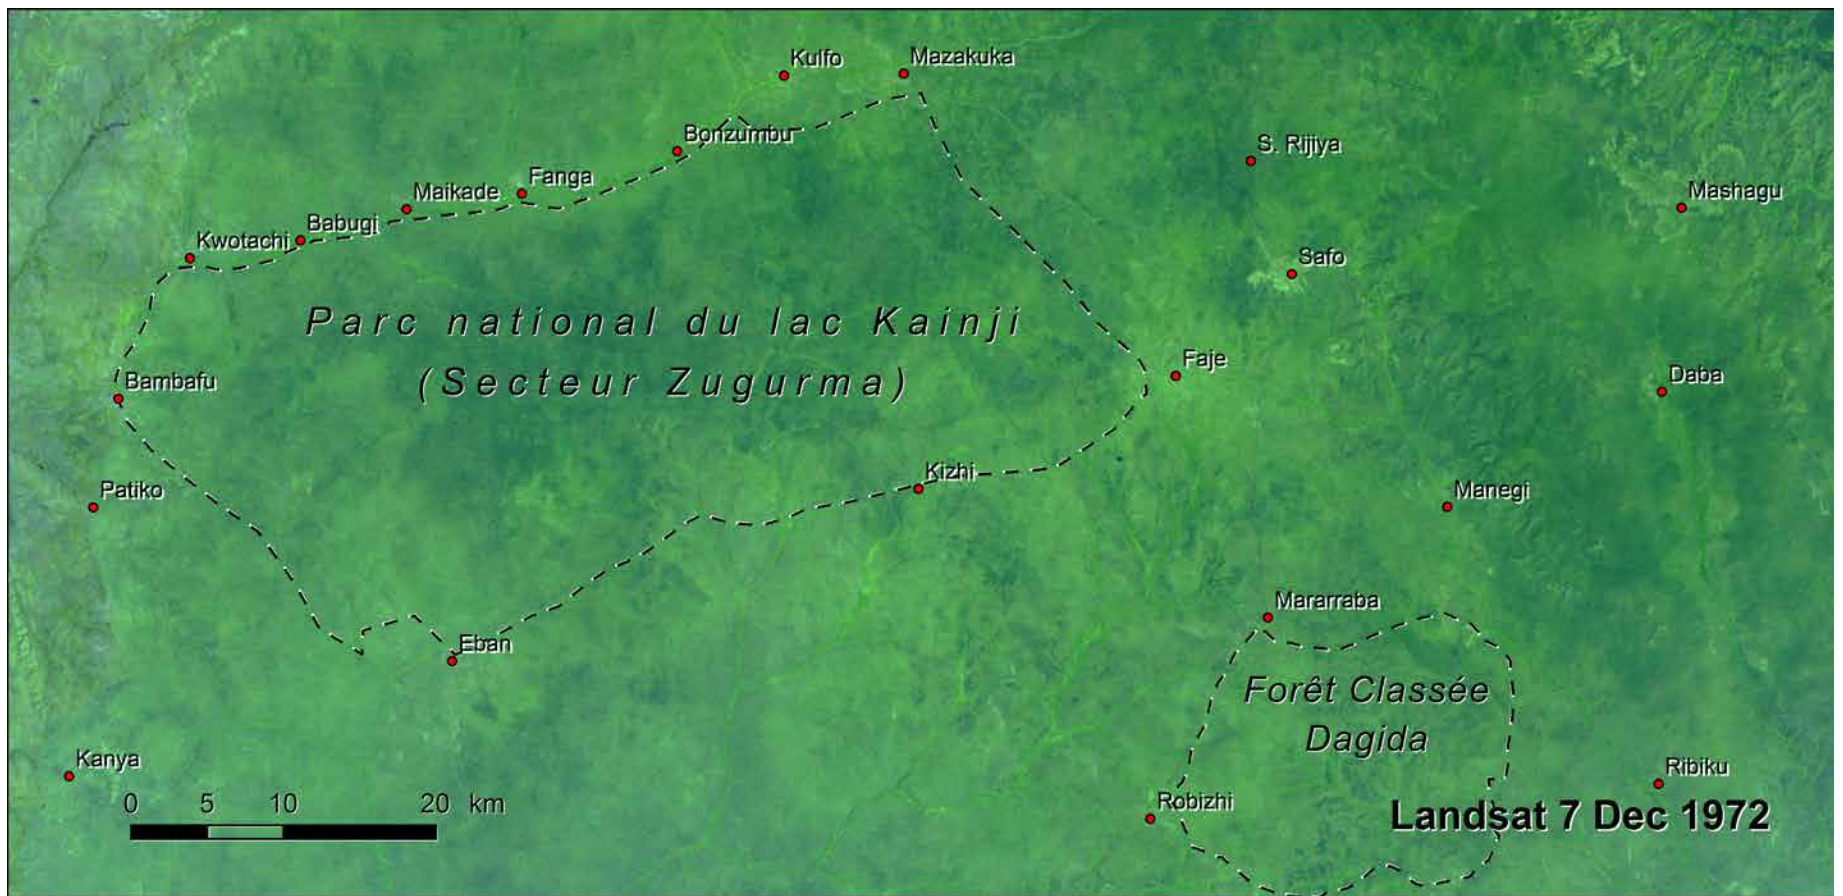 Kulfo
Mazakuka
Bonzumbu
S. Rijiya
Fanga
Maikade
Mashagu
Babugi
Kwotachi
Safo
Parc national du lac Kainji
(Secteur Zugurma)
Faje
Bambafu
Daba
Kizhi
Patiko
Manegi
Mararraba
Eban
Forêt Classée
Dagida
Kanya
Ribiku
0 5 10 20 km
Robizhi
Landsat 7 Dec 1972